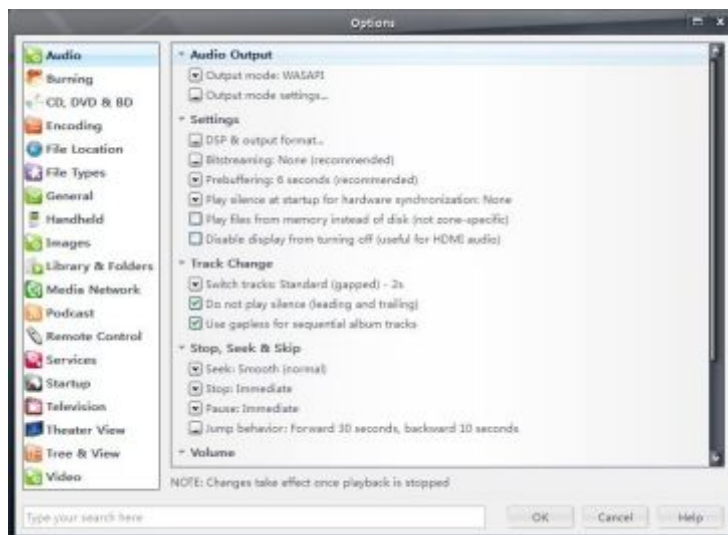 Options
Audio
Burning
CD, DVD & BD
Encoding
File Location
File Types
General
Handheld
Images
Library & Folders
Media Network
Podcast
Remote Control
Services
Startup
Television
Theater View
Tree & View
Video
Audio Output
Output mode: WASAPI
Output mode settings...
Settings
DSP & output format...
Bitstreaming: None (recommended)
Prebuffering: 6 seconds (recommended)
Play silence at startup for hardware synchronization: None
Play files from memory instead of disk (not zone-specific)
Disable display from turning off (useful for HDMI audio)
Track Change
Switch tracks: Standard (gapped) - 2s
Do not play silence (leading and trailing)
Use gapless for sequential album tracks
Stop, Seek & Skip
Seek: Smooth (normal)
Stop: Immediate
Pause: Immediate
Jump behavior: Forward 30 seconds, backward 10 seconds
Volume
NOTE: Changes take effect once playback is stopped
Type your search here
OK
Cancel
Help